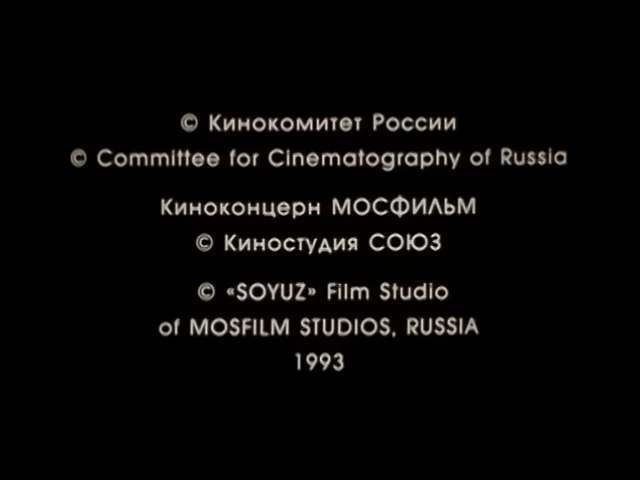 © Кинокомитет России
© Committee for Cinematography of Russia
Киноконцерн МОСФИЛЬМ
© Киностудия СОЮЗ
© «SOYUZ» Film Studio
of MOSFILM STUDIOS, RUSSIA
1993